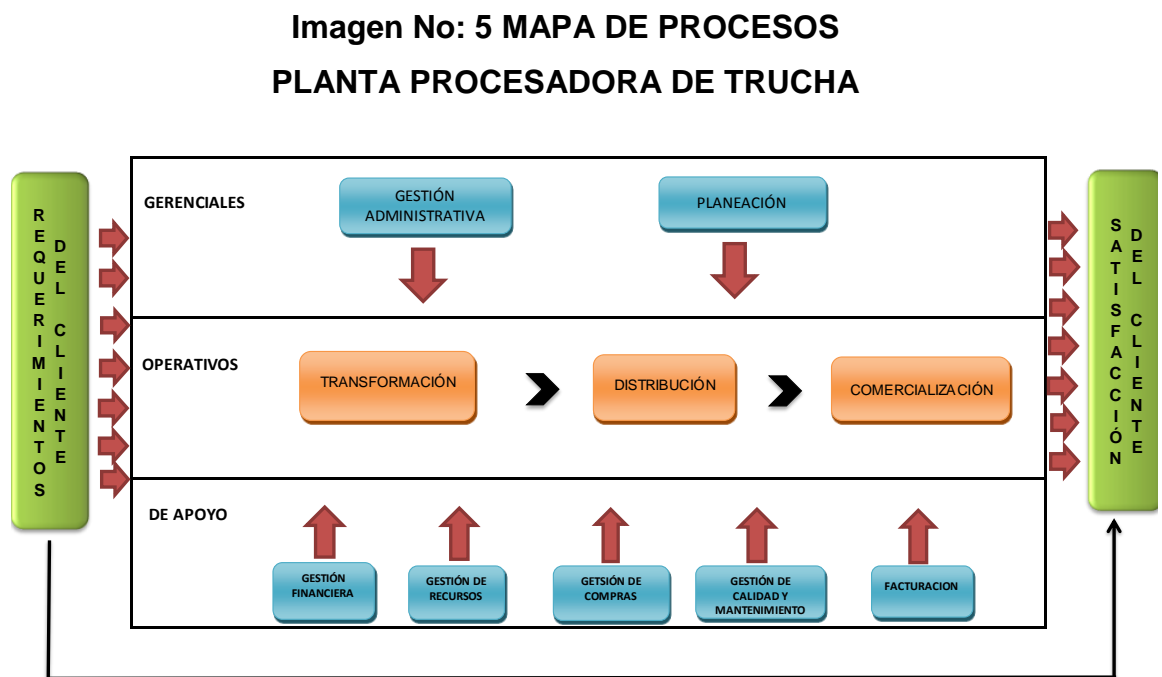 Imagen No: 5 MAPA DE PROCESOS
PLANTA PROCESADORA DE TRUCHA
REQUERIMIENTOS
DEL CLIENTE
GERENCIALES
GESTIÓN
ADMINISTRATIVA
PLANEACIÓN
OPERATIVOS
TRANSFORMACIÓN
DISTRIBUCIÓN
COMERCIALIZACIÓN
DE APOYO
GESTIÓN
FINANCIERA
GESTIÓN DE
RECURSOS
GETSIÓN DE
COMPRAS
GESTIÓN DE
CALIDAD Y
MANTENIMIENTO
FACTURACION
SATISFACCIÓN
DEL CLIENTE